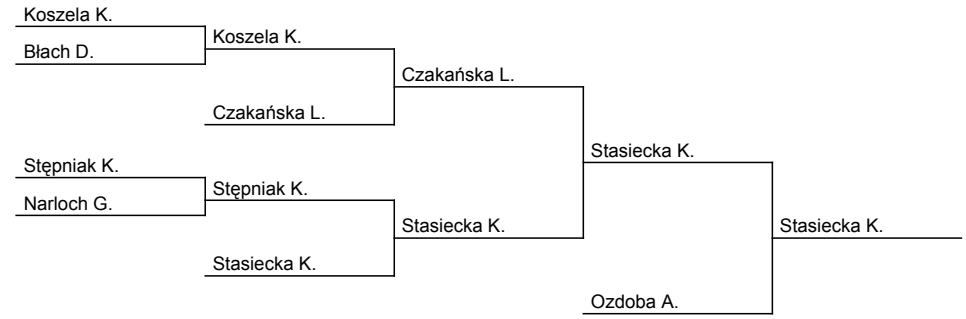 Koszela K.
Błach D.
Koszela K.
Czakańska L.
Czakańska L.
Stępniak K.
Narloch G.
Stępniak K.
Stasiecka K.
Stasiecka K.
Stasiecka K.
Ozdoba A.
Stasiecka K.